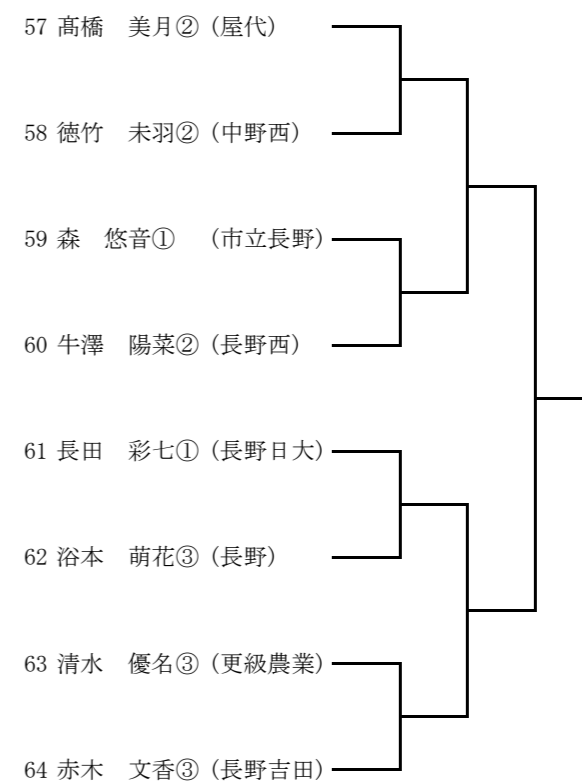 57 髙橋　美月②（屋代）
58 徳竹　未羽②（中野西）
59 森　悠音①　（市立長野）
60 牛澤　陽菜②（長野西）
61 長田　彩七①（長野日大）
62 浴本　萌花③（長野）
63 清水　優名③（更級農業）
64 赤木　文香③（長野吉田）